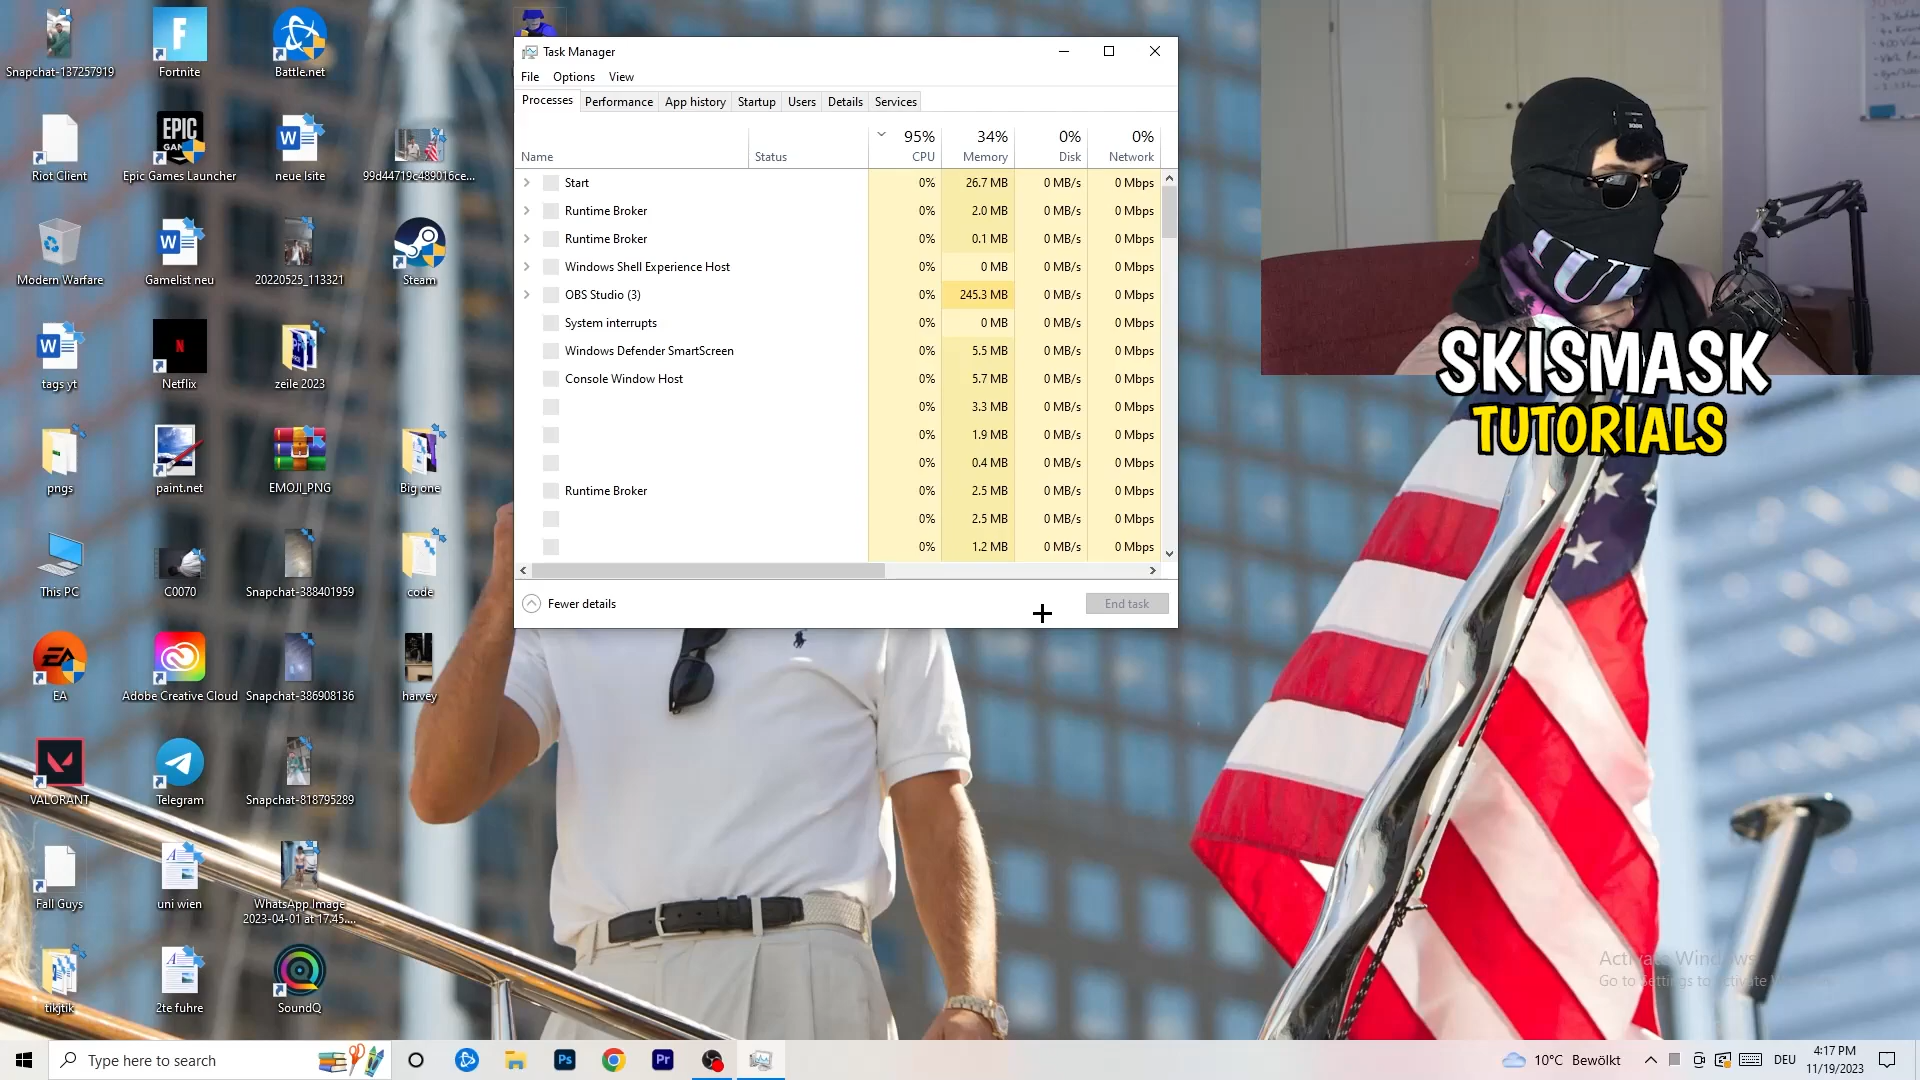 Snapchat-137257919
Fortnite
Battle.net
Riot Client
Epic Games Launcher
neue lsite
99d44719c489016ce...
Modern Warfare
Gamelist neu
20220525_113321
Steam
tags yt
Netflix
zeile 2023
pngs
paint.net
EMOJI_PNG
Big one
This PC
C0070
Snapchat-388401959
code
EA
Adobe Creative Cloud
Snapchat-386908136
harvey
VALORANT
Telegram
Snapchat-818795289
Fall Guys
uni wien
WhatsApp Image
2023-04-01 at 17.45....
tikjtik
2te fuhre
SoundQ
Task Manager
File Options View
Processes Performance App history Startup Users Details Services
95% 34% 0% 0%
Name Status CPU Memory Disk Network
Start 0% 26.7 MB 0 MB/s 0 Mbps
Runtime Broker 0% 2.0 MB 0 MB/s 0 Mbps
Runtime Broker 0% 0.1 MB 0 MB/s 0 Mbps
Windows Shell Experience Host 0% 0 MB 0 MB/s 0 Mbps
OBS Studio (3) 0% 245.3 MB 0 MB/s 0 Mbps
System interrupts 0% 0 MB 0 MB/s 0 Mbps
Windows Defender SmartScreen 0% 5.5 MB 0 MB/s 0 Mbps
Console Window Host 0% 5.7 MB 0 MB/s 0 Mbps
0% 3.3 MB 0 MB/s 0 Mbps
0% 1.9 MB 0 MB/s 0 Mbps
0% 0.4 MB 0 MB/s 0 Mbps
Runtime Broker 0% 2.5 MB 0 MB/s 0 Mbps
0% 2.5 MB 0 MB/s 0 Mbps
0% 1.2 MB 0 MB/s 0 Mbps
Fewer details End task
SKISMASK
TUTORIALS
Activate Windows
Go to Settings to activate
Type here to search
10°C Bewölkt
DEU
4:17 PM
11/19/2023